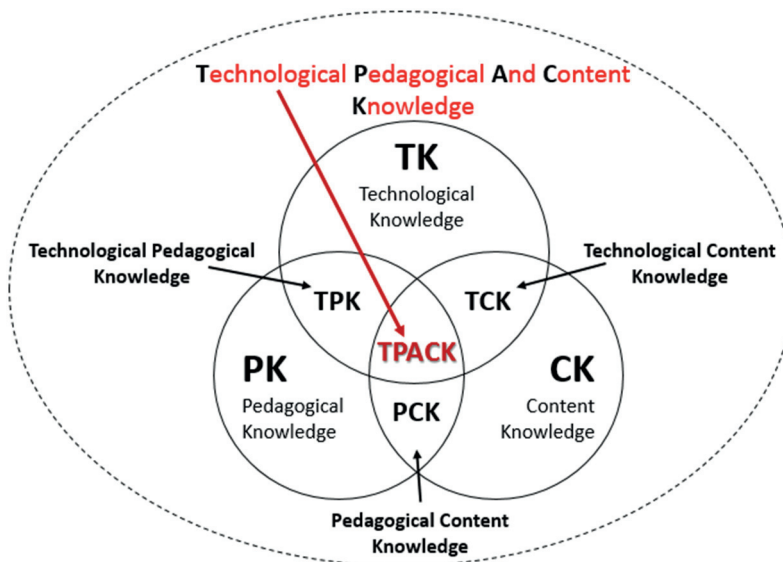 Technological Pedagogical And Content
Knowledge
TK
Technological
Knowledge
Technological Pedagogical
Knowledge
Technological Content
Knowledge
TPK
TCK
TPACK
PK
Pedagogical
Knowledge
CK
Content
Knowledge
PCK
Pedagogical Content
Knowledge